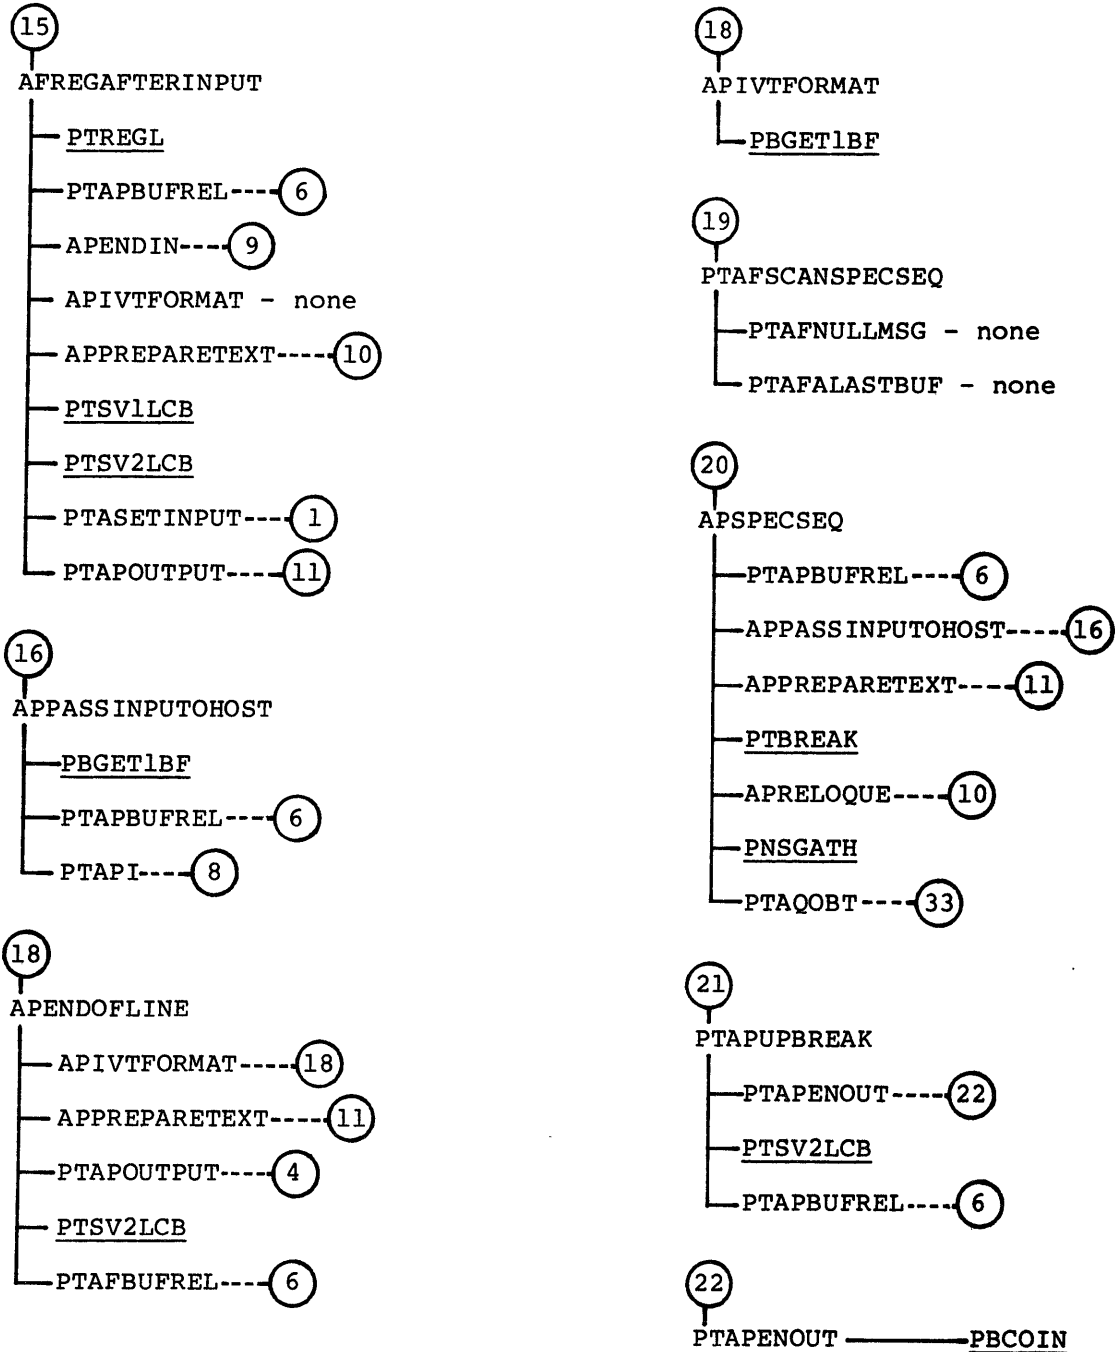 15
AFREGAFTERINPUT
PTREGL
PTAPBUFREL----6
APENDIN----9
APIVTFORMAT - none
APPREPARETEXT-----10
PTSV1LCB
PTSV2LCB
PTASETINPUT----1
PTAPOUTPUT----11
16
APPASSINPUTOHOST
PBGET1BF
PTAPBUFREL----6
PTAPI----8
18
APENDOFLINE
APIVTFORMAT-----18
APPREPARETEXT-----11
PTAPOUTPUT-----4
PTSV2LCB
PTAFBUFREL----6
18
APIVTFORMAT
PBGET1BF
19
PTAFSCANSPECSEQ
PTAFNULLMSG - none
PTAFALASTBUF - none
20
APSPECSEQ
PTAPBUFREL----6
APPASSINPUTOHOST-----16
APPREPARETEXT----11
PTBREAK
APRELOQUE----10
PNSGATH
PTAQOBT----33
21
PTAPUPBREAK
PTAPENOUT-----22
PTSV2LCB
PTAPBUFREL----6
22
PTAPENOUT PBCOIN